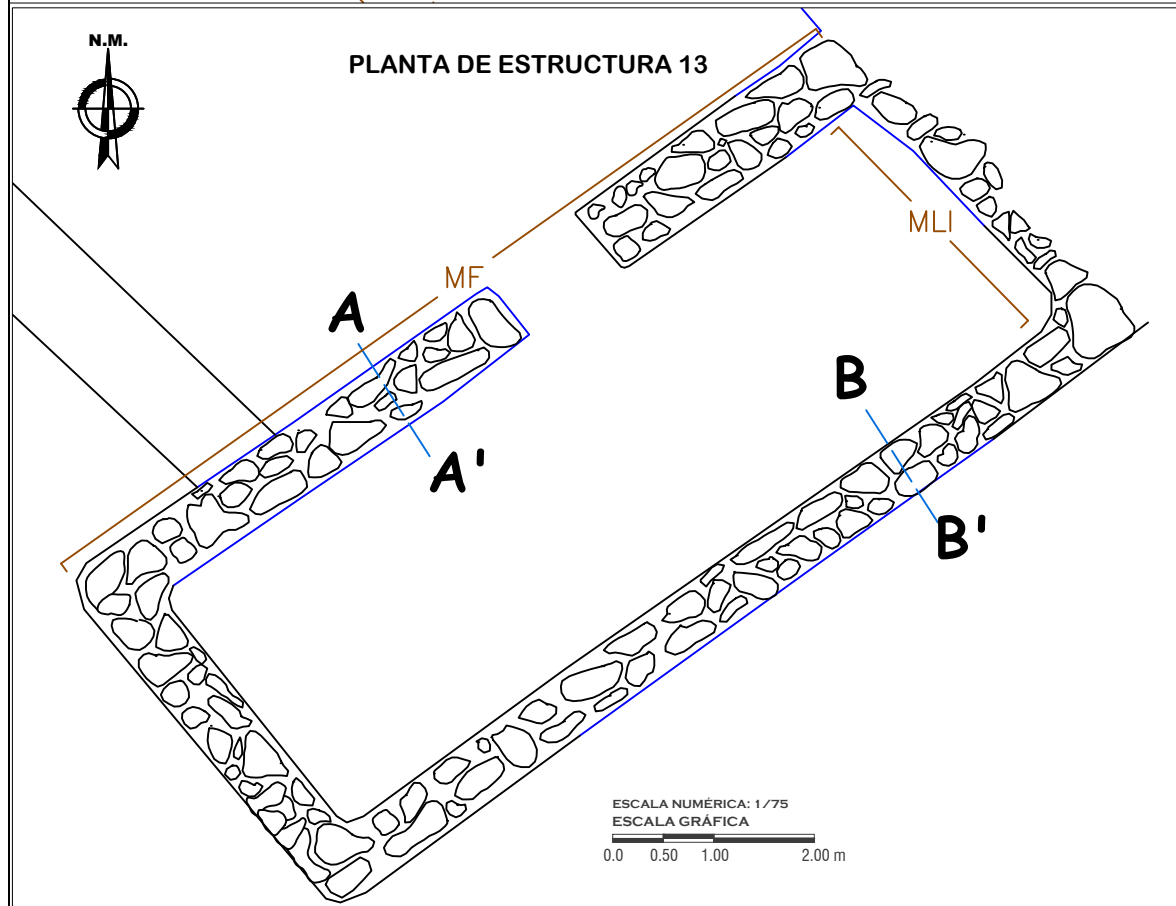 N.M.
PLANTA DE ESTRUCTURA 13
MLI
MF
A
A'
B
B'
ESCALA NUMÉRICA: 1/75
ESCALA GRÁFICA
0.0 0.50 1.00 2.00 m